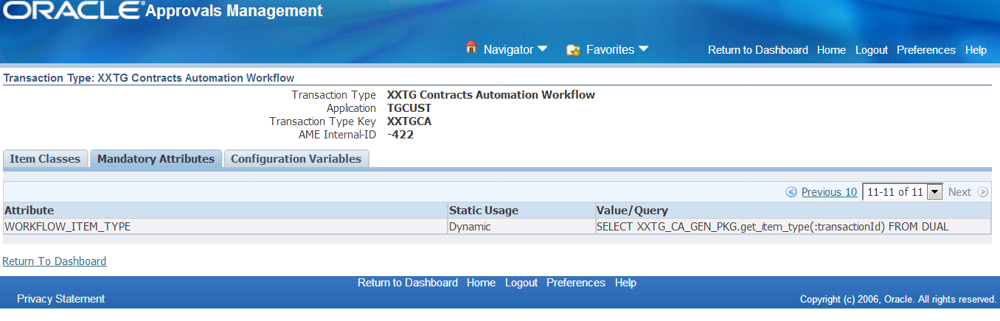 ORACLE® Approvals Management
Navigator Favorites Return to Dashboard Home Logout Preferences Help
Transaction Type: XXTG Contracts Automation Workflow
Transaction Type XXTG Contracts Automation Workflow
Application TGCUST
Transaction Type Key XXTGCA
AME Internal-ID -422
Item Classes Mandatory Attributes Configuration Variables
Previous 10 11-11 of 11 Next
Attribute Static Usage Value/Query
WORKFLOW_ITEM_TYPE Dynamic SELECT XXTG_CA_GEN_PKG.get_item_type(:transactionId) FROM DUAL
Return To Dashboard
Return to Dashboard Home Logout Preferences Help
Privacy Statement Copyright (c) 2006, Oracle. All rights reserved.